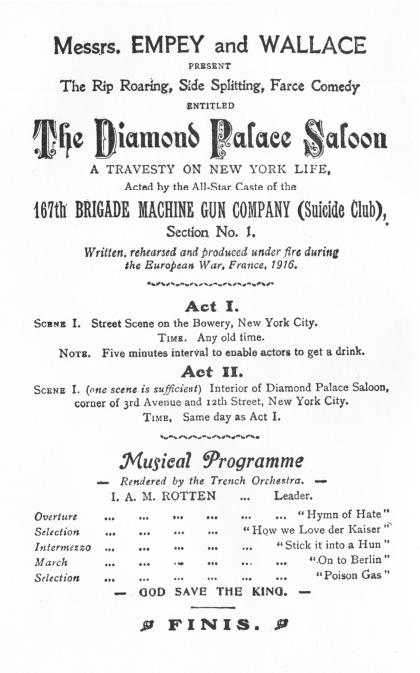 Messrs. EMPEY and WALLACE
PRESENT
The Rip Roaring, Side Splitting, Farce Comedy
ENTITLED
The Diamond Palace Saloon
A TRAVESTY ON NEW YORK LIFE,
Acted by the All-Star Caste of the
167th BRIGADE MACHINE GUN COMPANY (Suicide Club),
Section No. 1.
Written, rehearsed and produced under fire during
the European War, France, 1916.
Act I.
SCENE I. Street Scene on the Bowery, New York City.
TIME. Any old time.
NOTE. Five minutes interval to enable actors to get a drink.
Act II.
SCENE I. (one scene is sufficient) Interior of Diamond Palace Saloon,
corner of 3rd Avenue and 12th Street, New York City.
TIME, Same day as Act I.
Musical Programme
— Rendered by the Trench Orchestra. —
I. A. M. ROTTEN ... Leader.
Overture ... ... ... ... ... ... "Hymn of Hate"
Selection ... ... ... ... "How we Love der Kaiser"
Intermezzo ... ... ... ... ... "Stick it into a Hun"
March ... ... ... ... ... ... "On to Berlin"
Selection ... ... ... ... ... ... "Poison Gas"
— GOD SAVE THE KING. —
FINIS.